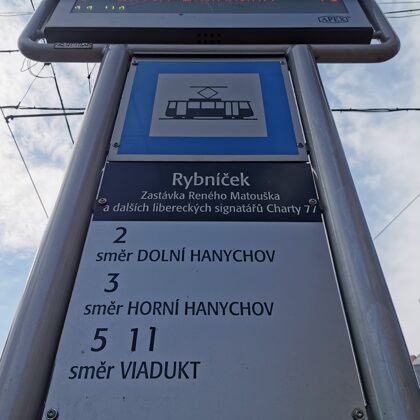 APEX
Rybníček
Zastávka Reného Matouška
a dalších libereckých signatářů Charty 77
2
směr DOLNÍ HANYCHOV
3
směr HORNÍ HANYCHOV
5 11
směr VIADUKT